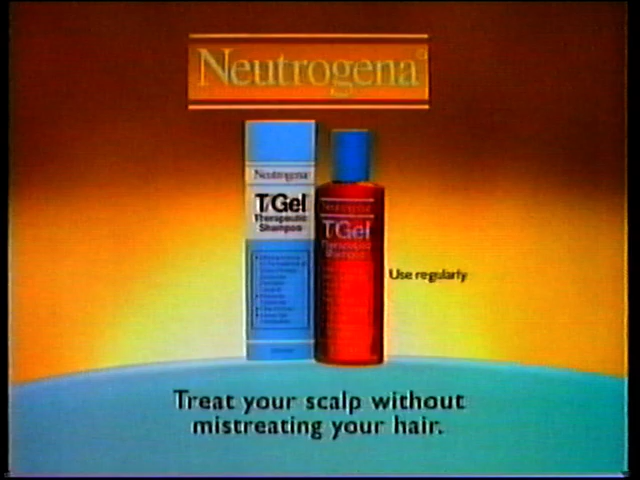 Neutrogena®
Neutrogena
T/Gel
Therapeutic
Shampoo
Neutrogena
T/Gel
Therapeutic
Shampoo
Use regularly
Treat your scalp without
mistreating your hair.